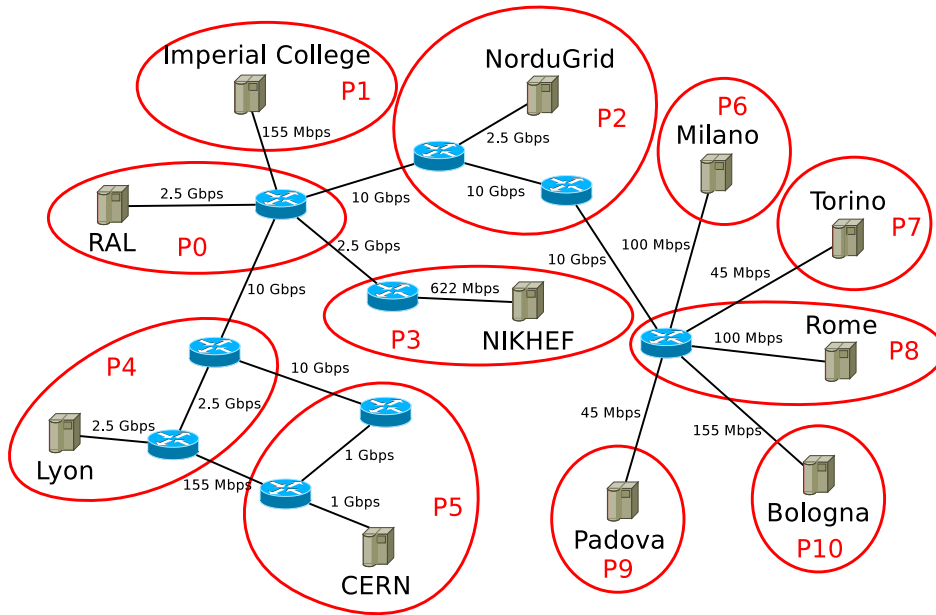 Imperial College
P1
155 Mbps
NorduGrid
P2
2.5 Gbps
10 Gbps
10 Gbps
P6
Milano
100 Mbps
Torino
P7
45 Mbps
2.5 Gbps
RAL
P0
2.5 Gbps
10 Gbps
10 Gbps
622 Mbps
P3
NIKHEF
Rome
P8
100 Mbps
P4
10 Gbps
2.5 Gbps
2.5 Gbps
Lyon
155 Mbps
1 Gbps
1 Gbps
P5
CERN
45 Mbps
155 Mbps
Padova
P9
Bologna
P10